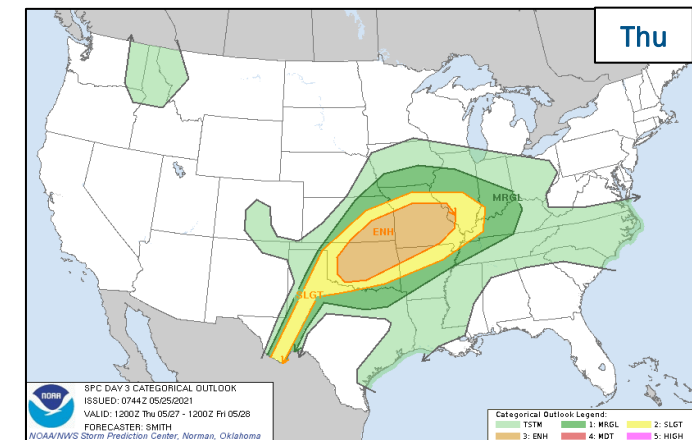 Thu
MRGL
ENH
SLGT
NOAA
SPC DAY 3 CATEGORICAL OUTLOOK
ISSUED: 0744Z 05/25/2021
VALID: 1200Z Thu 05/27 - 1200Z Fri 05/28
FORECASTER: SMITH
NOAA/NWS Storm Prediction Center, Norman, Oklahoma
Categorical Outlook Legend:
TSTM 1: MRGL 2: SLGT
3: ENH 4: MDT 5: HIGH